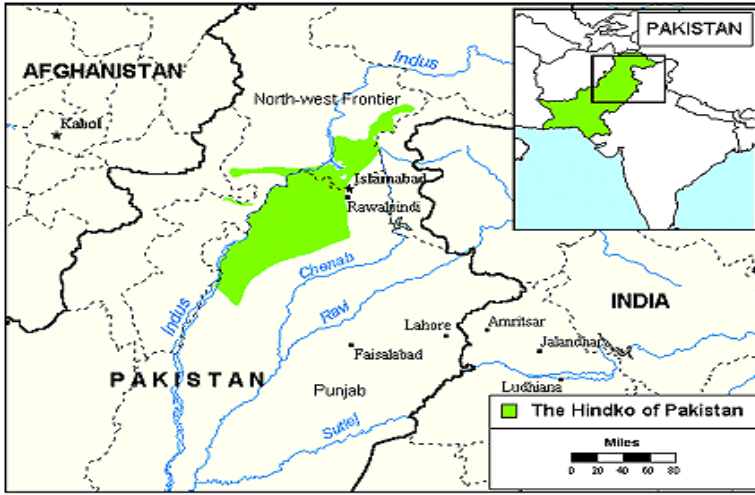 PAKISTAN
AFGHANISTAN
Indus
North-west Frontier
Kabol
Islamabad
Rawalpindi
Chenab
Indus
Ravi
INDIA
Lahore
Amritsar
Faisalabad
Jalandhar
PAKISTAN
Punjab
Ludhiana
Sutlej
The Hindko of Pakistan
Miles
0 20 40 60 80